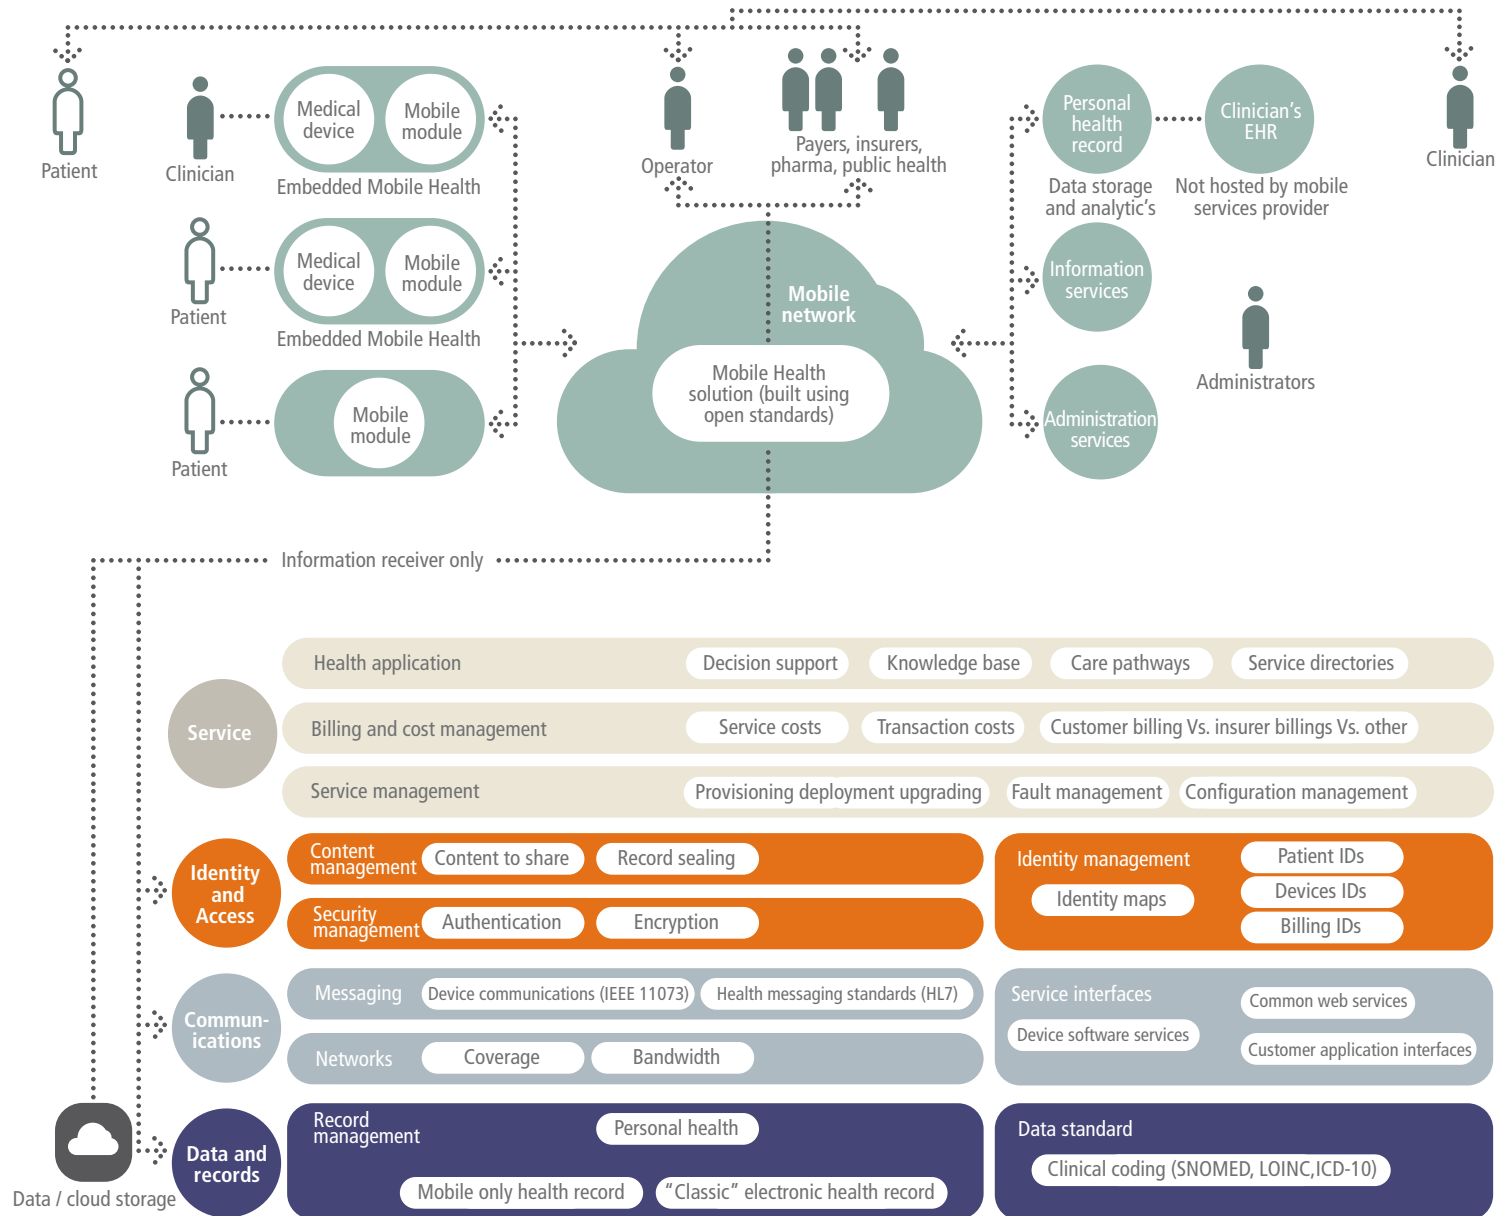 Patient
Clinician
Medical
device
Mobile
module
Embedded Mobile Health
Operator
Payers, insurers,
pharma, public health
Personal
health
record
Clinician's
EHR
Clinician
Data storage
and analytic's
Not hosted by mobile
services provider
Patient
Medical
device
Mobile
module
Embedded Mobile Health
Mobile
network
Information
services
Administrators
Patient
Mobile
module
Mobile Health
solution (built using
open standards)
Administration
services
Information receiver only
Service
Health application
Decision support
Knowledge base
Care pathways
Service directories
Billing and cost management
Service costs
Transaction costs
Customer billing Vs. insurer billings Vs. other
Service management
Provisioning deployment upgrading
Fault management
Configuration management
Identity
and
Access
Content
management
Content to share
Record sealing
Security
management
Authentication
Encryption
Identity management
Identity maps
Patient IDs
Devices IDs
Billing IDs
Commun-
ications
Messaging
Device communications (IEEE 11073)
Health messaging standards (HL7)
Networks
Coverage
Bandwidth
Service interfaces
Device software services
Common web services
Customer application interfaces
Data / cloud storage
Data and
records
Record
management
Personal health
Mobile only health record
“Classic” electronic health record
Data standard
Clinical coding (SNOMED, LOINC,ICD-10)